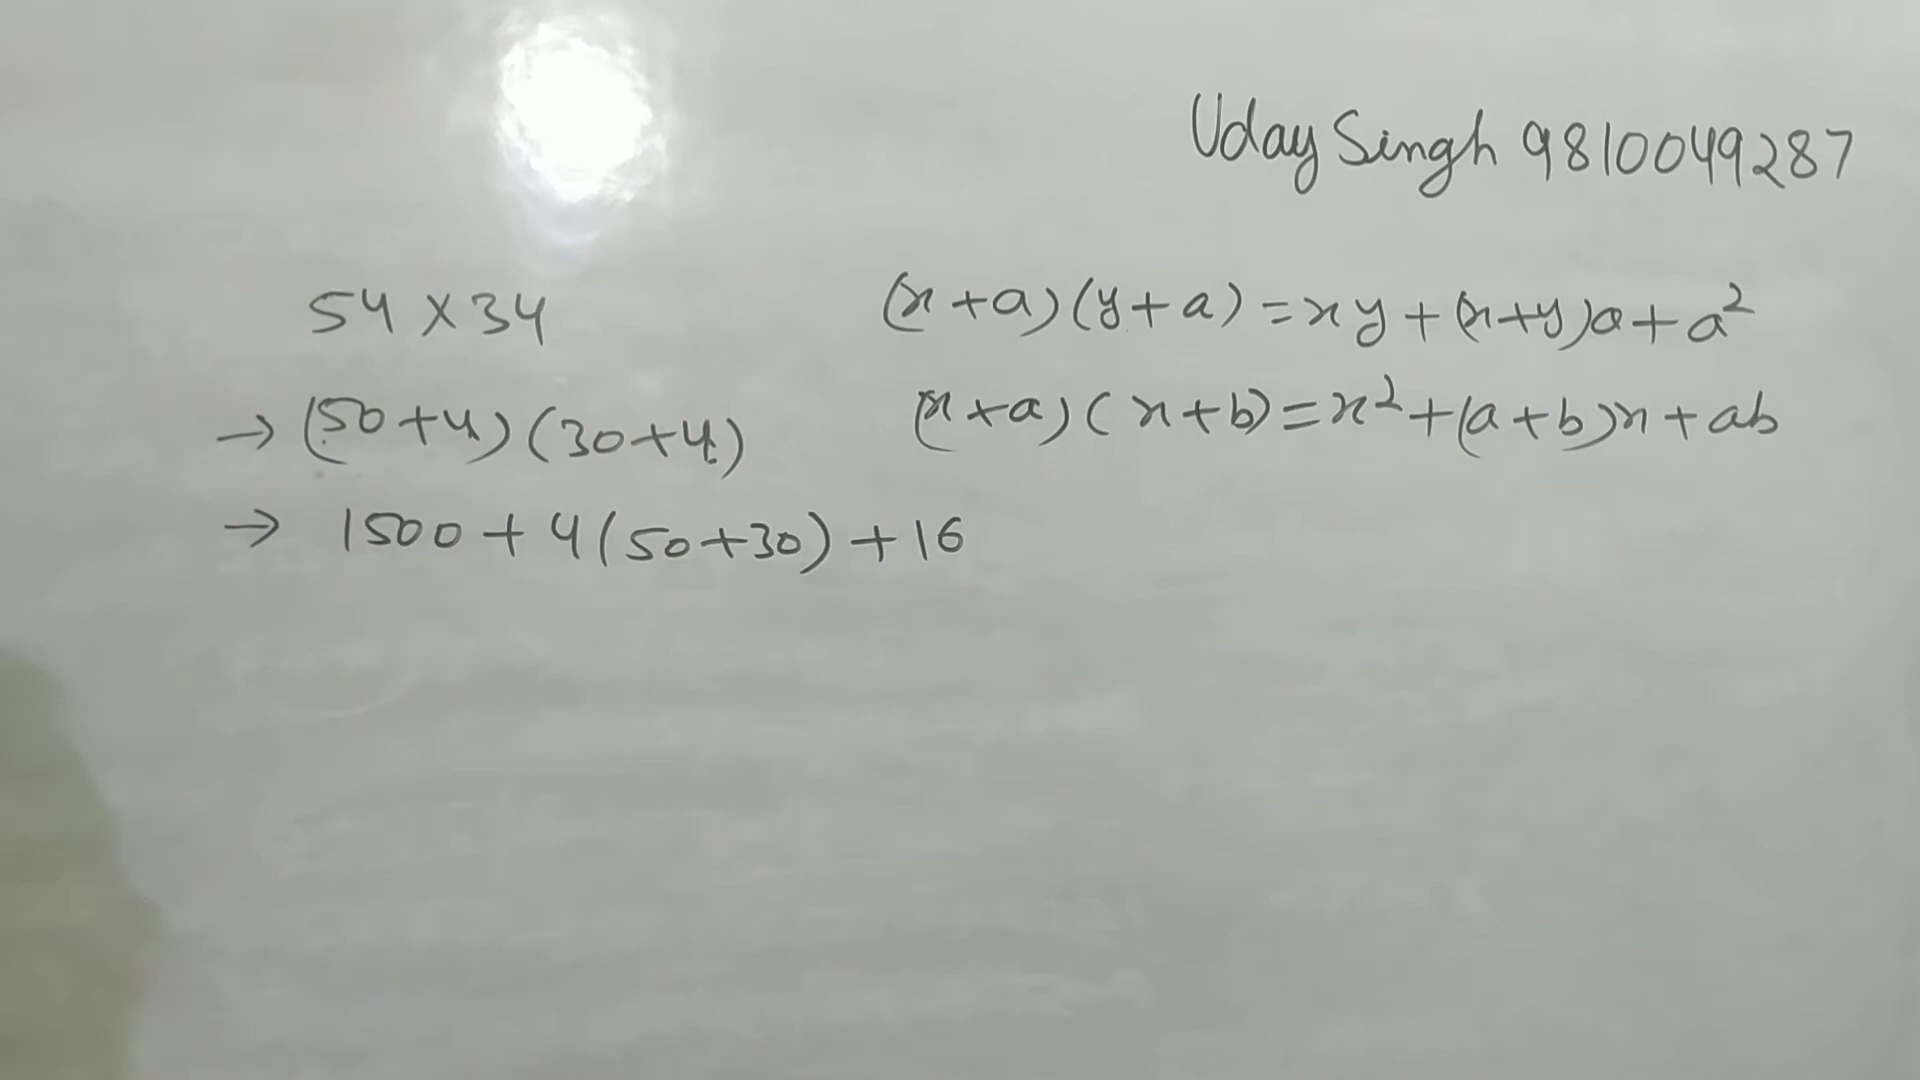 Uday Singh 9810049287
54 × 34
(x+a)(y+a)=xy+(x+y)a+a²
→ (50+4)(30+4)
(x+a)(x+b)=x²+(a+b)x+ab
→ 1500+4(50+30)+16